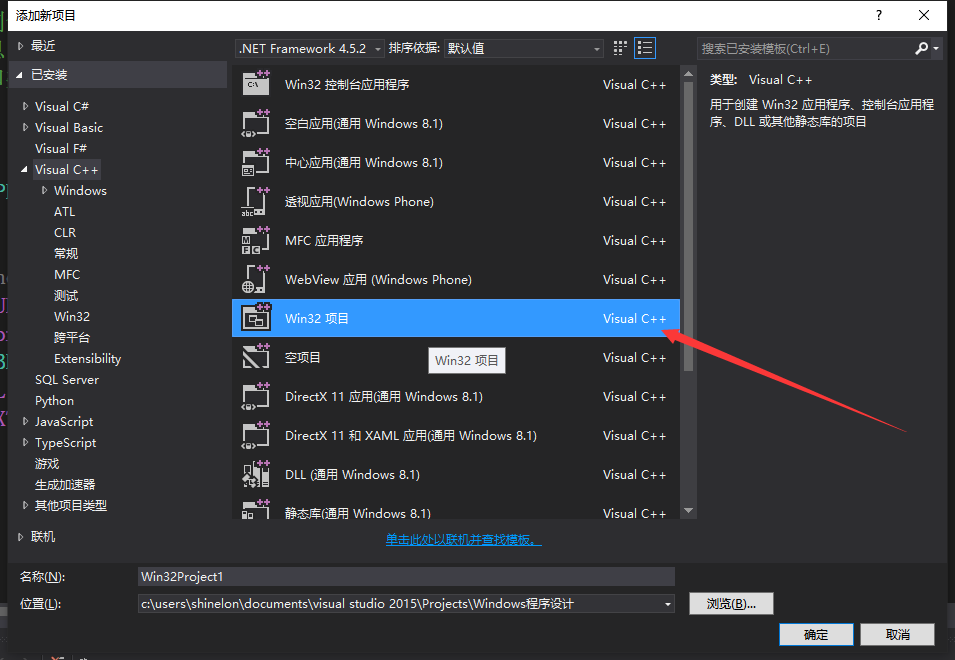 添加新项目
最近
.NET Framework 4.5.2
排序依据:
默认值
搜索已安装模板(Ctrl+E)
已安装
Visual C#
Visual Basic
Visual F#
Visual C++
Windows
ATL
CLR
常规
MFC
测试
Win32
跨平台
Extensibility
SQL Server
Python
JavaScript
TypeScript
游戏
生成加速器
其他项目类型
联机
Win32 控制台应用程序 Visual C++
空白应用(通用 Windows 8.1) Visual C++
中心应用(通用 Windows 8.1) Visual C++
透视应用(Windows Phone) Visual C++
MFC 应用程序 Visual C++
WebView 应用 (Windows Phone) Visual C++
Win32 项目 Visual C++
空项目 Visual C++
Win32 项目
DirectX 11 应用(通用 Windows 8.1) Visual C++
DirectX 11 和 XAML 应用(通用 Windows 8.1) Visual C++
DLL (通用 Windows 8.1) Visual C++
静态库(通用 Windows 8.1) Visual C++
单击此处以联机并查找模板。
类型: Visual C++
用于创建 Win32 应用程序、控制台应用程
序、DLL 或其他静态库的项目
名称(N):
Win32Project1
位置(L):
c:\users\shinelon\documents\visual studio 2015\Projects\Windows程序设计
浏览(B)...
确定
取消